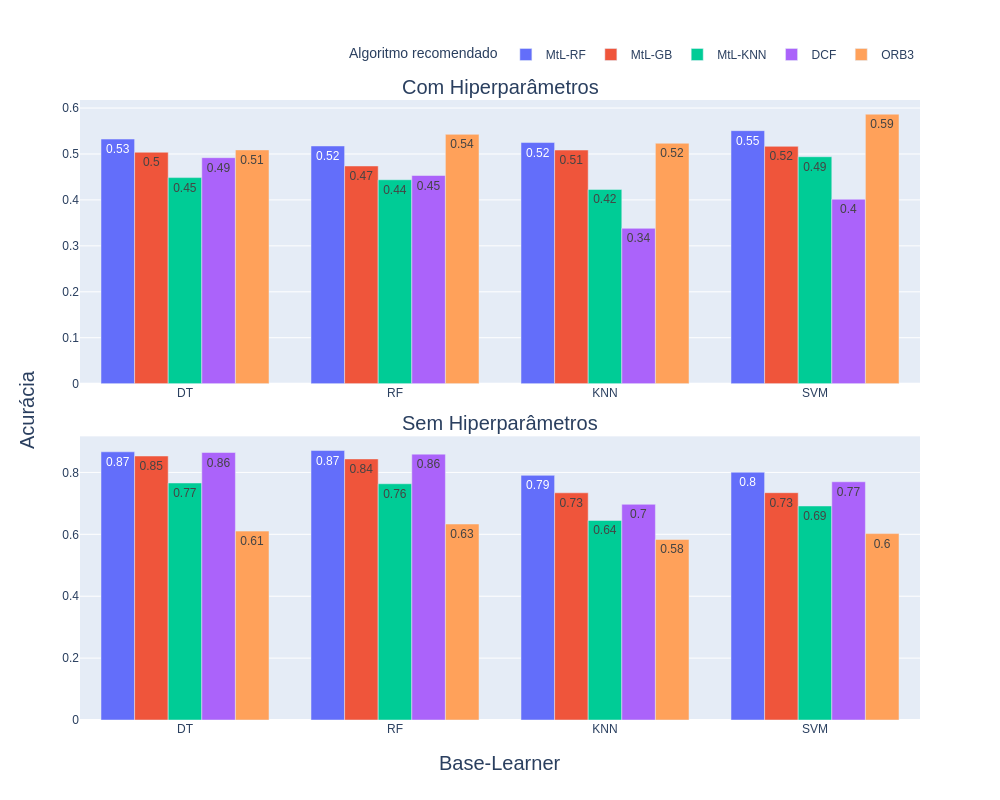 Algoritmo recomendado MtL-RF MtL-GB MtL-KNN DCF ORB3
Com Hiperparâmetros
0.6
0.5
0.4
0.3
0.2
0.1
0
0.53 0.5 0.45 0.49 0.51
0.52 0.47 0.44 0.45 0.54
0.52 0.51 0.42 0.34 0.52
0.55 0.52 0.49 0.4 0.59
DT RF KNN SVM
Acurácia
Sem Hiperparâmetros
0.8
0.6
0.4
0.2
0
0.87 0.85 0.77 0.86 0.61
0.87 0.84 0.76 0.86 0.63
0.79 0.73 0.64 0.7 0.58
0.8 0.73 0.69 0.77 0.6
DT RF KNN SVM
Base-Learner